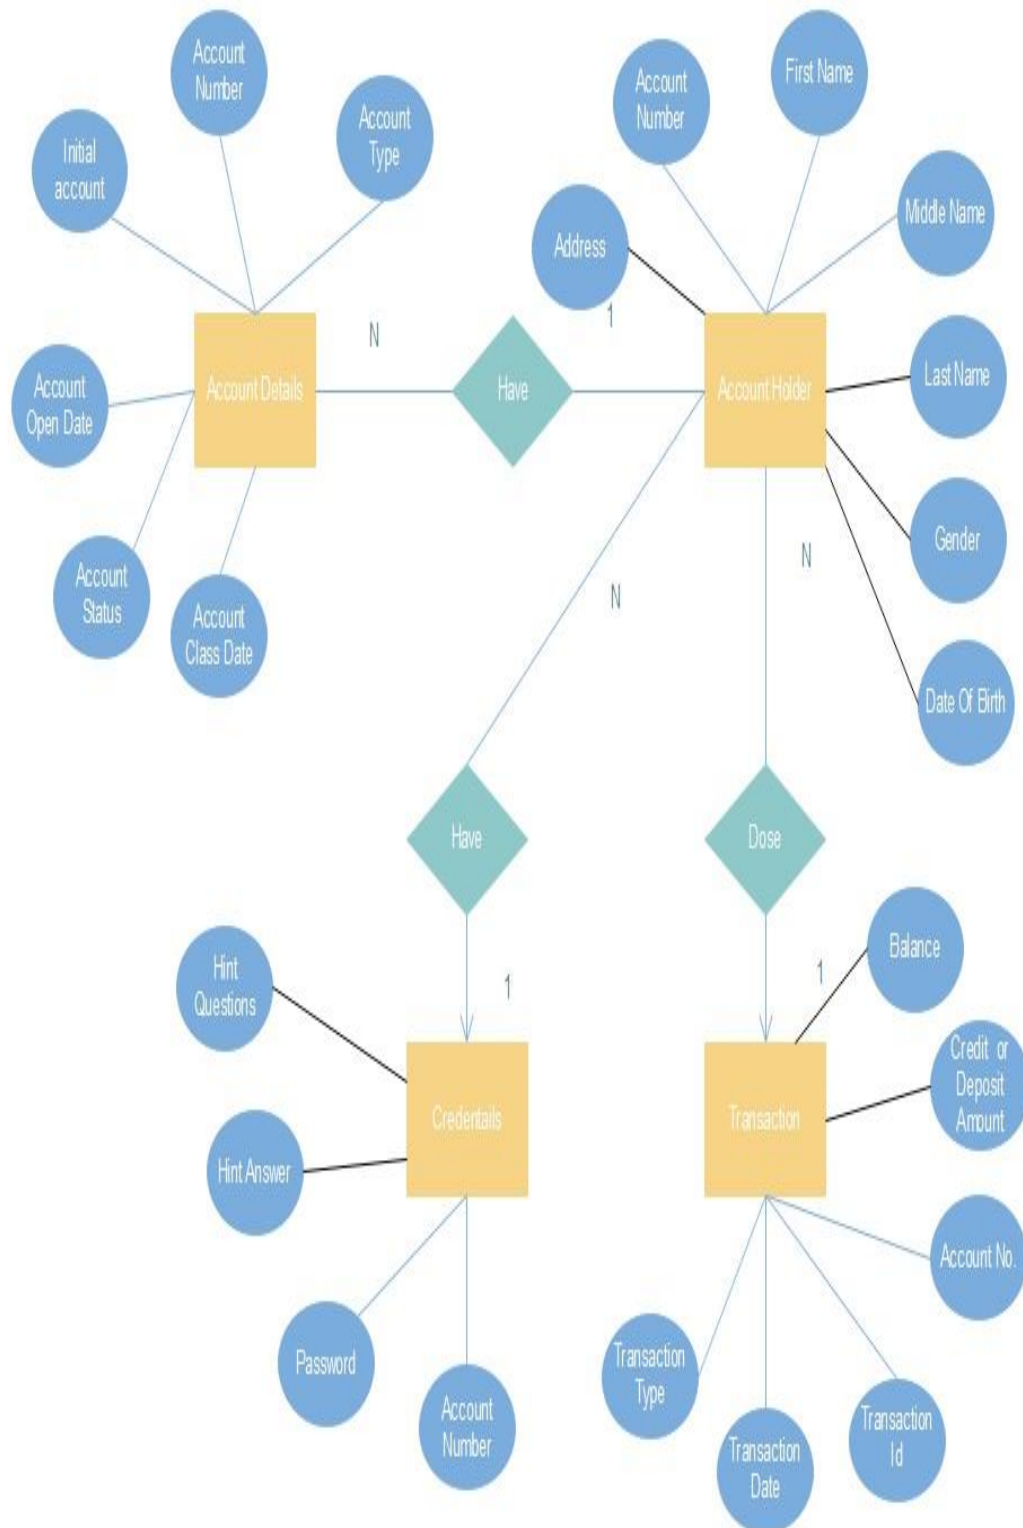 Account
Number
First Name
Account
Number
Account
Type
Initial
account
Middle Name
Address
1
N
Account
Open Date
Account Details
Have
Account Holder
Last Name
Gender
N
N
Account
Status
Account
Class Date
Date Of Birth
Have
Dose
Balance
Hint
Questions
1
1
Credit or
Deposit
Amount
Credentails
Transaction
Hint Answer
Account No.
Password
Transaction
Type
Account
Number
Transaction
Id
Transaction
Date